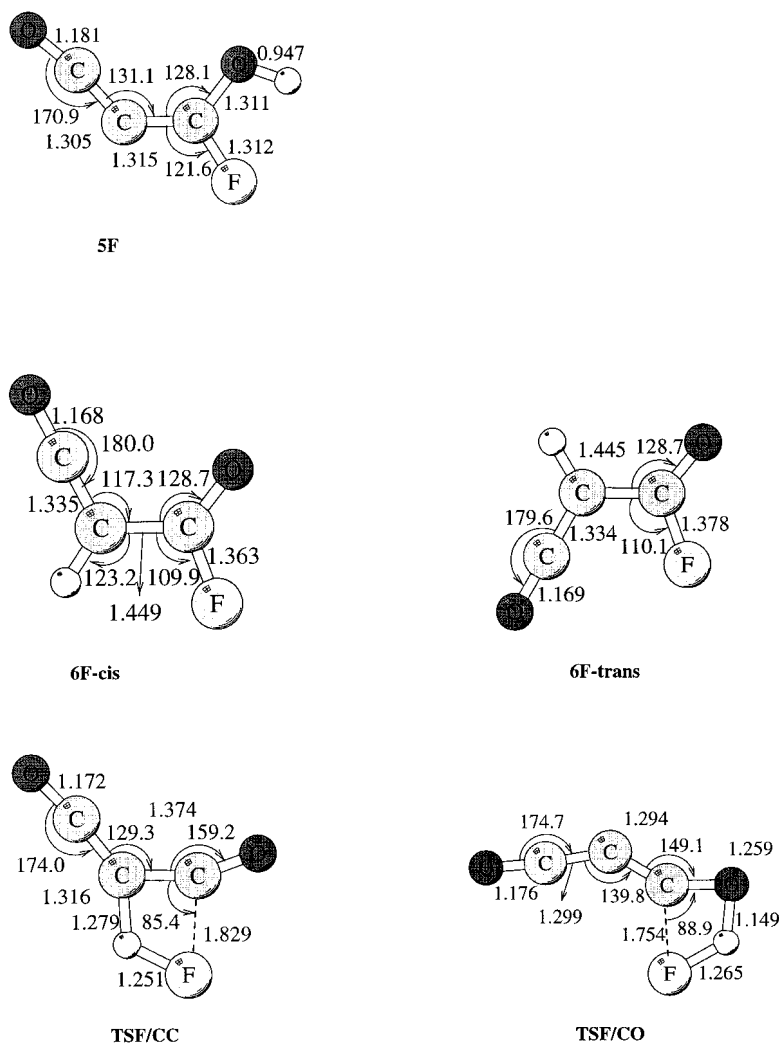 O
1.181
C
131.1
128.1
O
0.947
170.9
1.305
C
1.315
C
1.311
121.6
1.312
F
5F
O
1.168
180.0
C
117.3
128.7
O
1.335
C
C
123.2
109.9
1.363
F
1.449
6F-cis
1.445
128.7
O
C
C
179.6
1.334
110.1
1.378
C
F
O
1.169
6F-trans
O
1.172
C
1.374
129.3
159.2
O
174.0
C
C
1.316
85.4
1.279
1.829
1.251
F
TSF/CC
174.7
1.294
C
C
149.1
1.259
O
1.176
1.299
139.8
C
O
1.754
88.9
1.149
F
1.265
TSF/CO